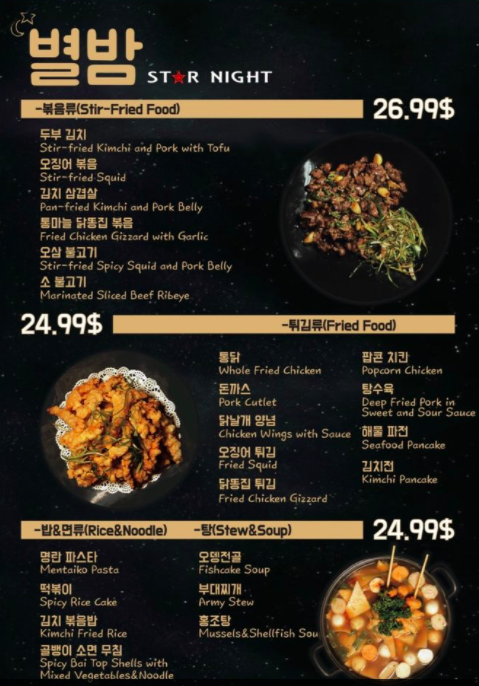 별밤 STAR NIGHT
-볶음류(Stir-Fried Food) 26.99$
두부 김치
Stir-fried Kimchi and Pork with Tofu
오징어 볶음
Stir-fried Squid
김치 삼겹살
Pan-fried Kimchi and Pork Belly
통마늘 닭똥집 볶음
Fried Chicken Gizzard with Garlic
오삼 불고기
Stir-fried Spicy Squid and Pork Belly
소 불고기
Marinated Sliced Beef Ribeye
24.99$ -튀김류(Fried Food)
통닭
Whole Fried Chicken
돈까스
Pork Cutlet
닭날개 양념
Chicken Wings with Sauce
오징어 튀김
Fried Squid
닭똥집 튀김
Fried Chicken Gizzard
팝콘 치킨
Popcorn Chicken
탕수육
Deep Fried Pork in
Sweet and Sour Sauce
해물 파전
Seafood Pancake
김치전
Kimchi Pancake
-밥&면류(Rice&Noodle) -탕(Stew&Soup) 24.99$
명란 파스타
Mentaiko Pasta
떡볶이
Spicy Rice Cake
김치 볶음밥
Kimchi Fried Rice
골뱅이 소면 무침
Spicy Bai Top Shells with
Mixed Vegetables&Noodle
오뎅전골
Fishcake Soup
부대찌개
Army Stew
홍조탕
Mussels&Shellfish Sou